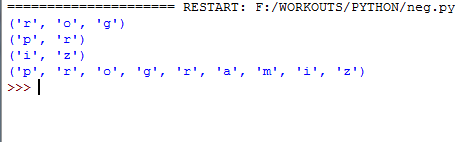 ===================== RESTART: F:/WORKOUTS/PYTHON/neg.py
('r', 'o', 'g')
('p', 'r')
('i', 'z')
('p', 'r', 'o', 'g', 'r', 'a', 'm', 'i', 'z')
>>>